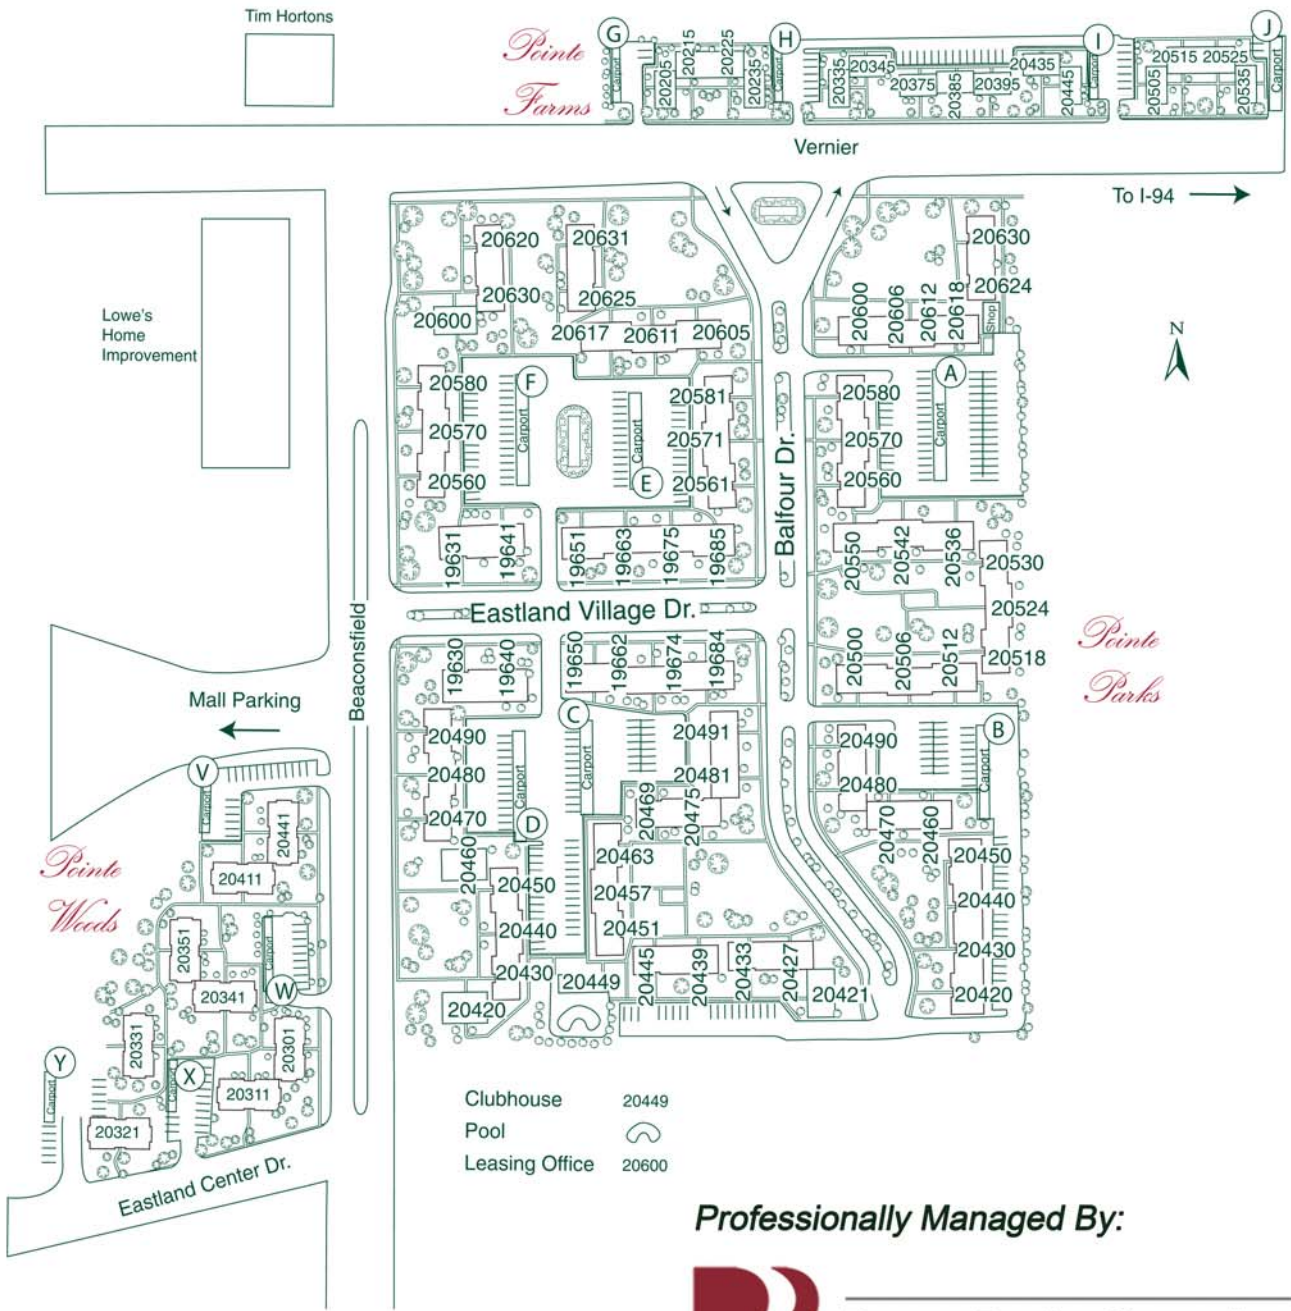 Tim Hortons
Pointe
Farms
G
H
I
J
Carport
20205
20215
20225
20235
Carport
20335
20345
20375
20385
20395
20435
20445
Carport
20505
20515
20525
20535
Carport
Vernier
To I-94
N
Lowe's
Home
Improvement
20620
20630
20600
20631
20625
20617
20611
20605
20630
20624
20600
20606
20612
20618
Shop
20580
20570
20560
F
Carport
Carport
E
20581
20571
20561
Balfour Dr.
20580
20570
20560
A
Carport
19631
19641
19651
19663
19675
19685
20550
20542
20536
20530
20524
20518
20500
20506
20512
Eastland Village Dr.
Beaconsfield
Pointe
Parks
19630
19640
19650
19662
19674
19684
Mall Parking
20490
20480
20470
20460
Carport
D
C
Carport
20491
20481
20469
20475
20490
20480
20470
20460
B
Carport
20463
20457
20451
20450
20440
20430
20420
20450
20440
20430
20420
20449
20445
20439
20433
20427
20421
Pointe
Woods
V
Carport
20441
20411
20351
Carport
W
20341
20331
20301
Y
Carport
X
Carport
20311
20321
Eastland Center Dr.
Clubhouse 20449
Pool
Leasing Office 20600
Professionally Managed By: